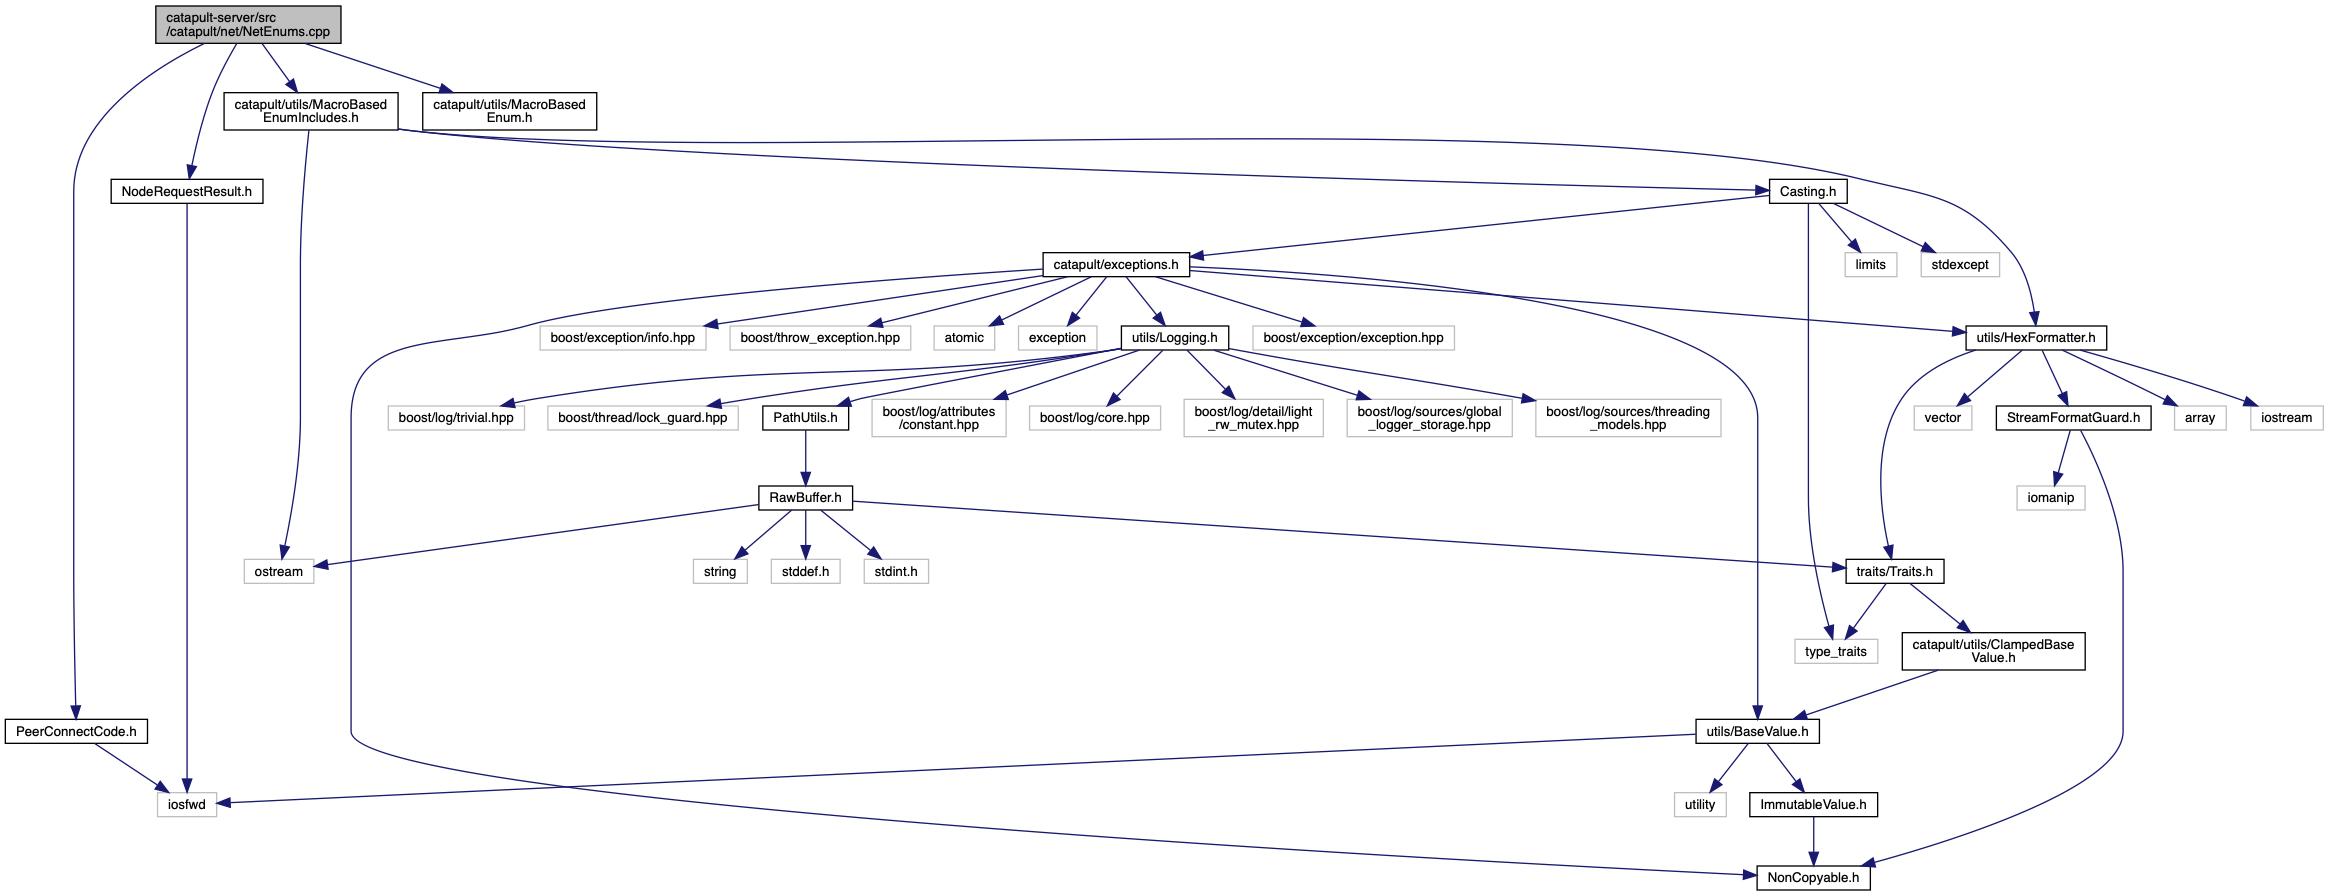 catapult-server/src
/catapult/net/NetEnums.cpp
catapult/utils/MacroBased
EnumIncludes.h
catapult/utils/MacroBased
Enum.h
NodeRequestResult.h
Casting.h
catapult/exceptions.h
limits
stdexcept
boost/exception/info.hpp
boost/throw_exception.hpp
atomic
exception
utils/Logging.h
boost/exception/exception.hpp
utils/HexFormatter.h
boost/log/trivial.hpp
boost/thread/lock_guard.hpp
PathUtils.h
boost/log/attributes
/constant.hpp
boost/log/core.hpp
boost/log/detail/light
_rw_mutex.hpp
boost/log/sources/global
_logger_storage.hpp
boost/log/sources/threading
_models.hpp
vector
StreamFormatGuard.h
array
iostream
RawBuffer.h
iomanip
ostream
string
stddef.h
stdint.h
traits/Traits.h
type_traits
catapult/utils/ClampedBase
Value.h
PeerConnectCode.h
utils/BaseValue.h
iosfwd
utility
ImmutableValue.h
NonCopyable.h